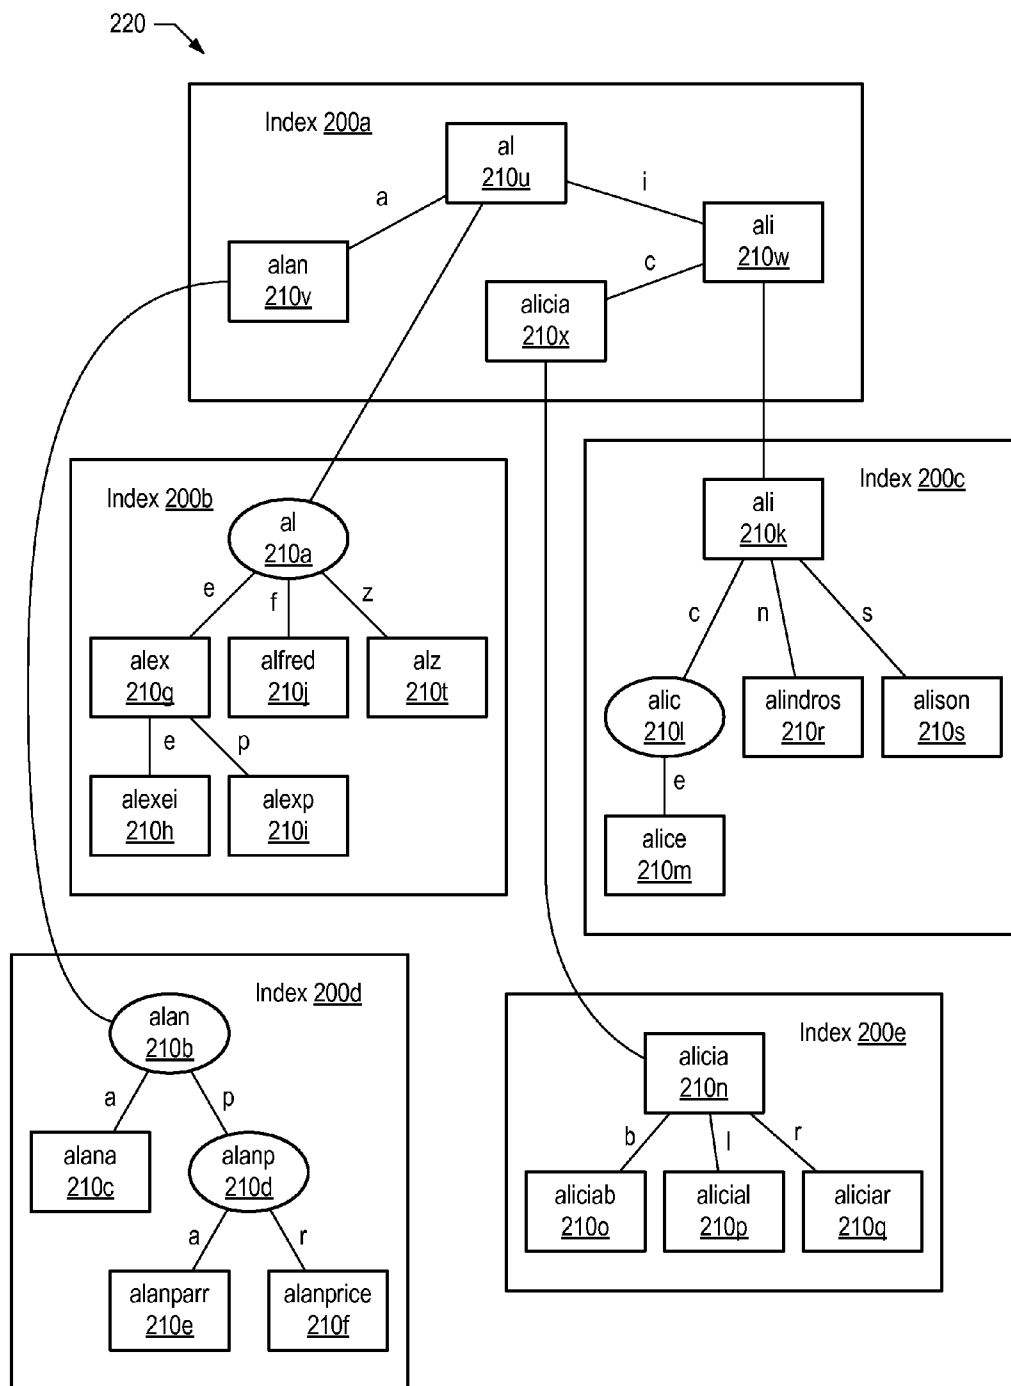 220
Index 200a
al
210u
a
i
alan
210v
ali
210w
c
alicia
210x
Index 200b
al
210a
e
f
z
alex
210g
alfred
210j
alz
210t
e
p
alexei
210h
alexp
210i
Index 200c
ali
210k
c
n
s
alic
210l
alindros
210r
alison
210s
e
alice
210m
Index 200d
alan
210b
a
p
alana
210c
alanp
210d
a
r
alanparr
210e
alanprice
210f
Index 200e
alicia
210n
b
l
r
aliciab
210o
alicial
210p
aliciar
210q